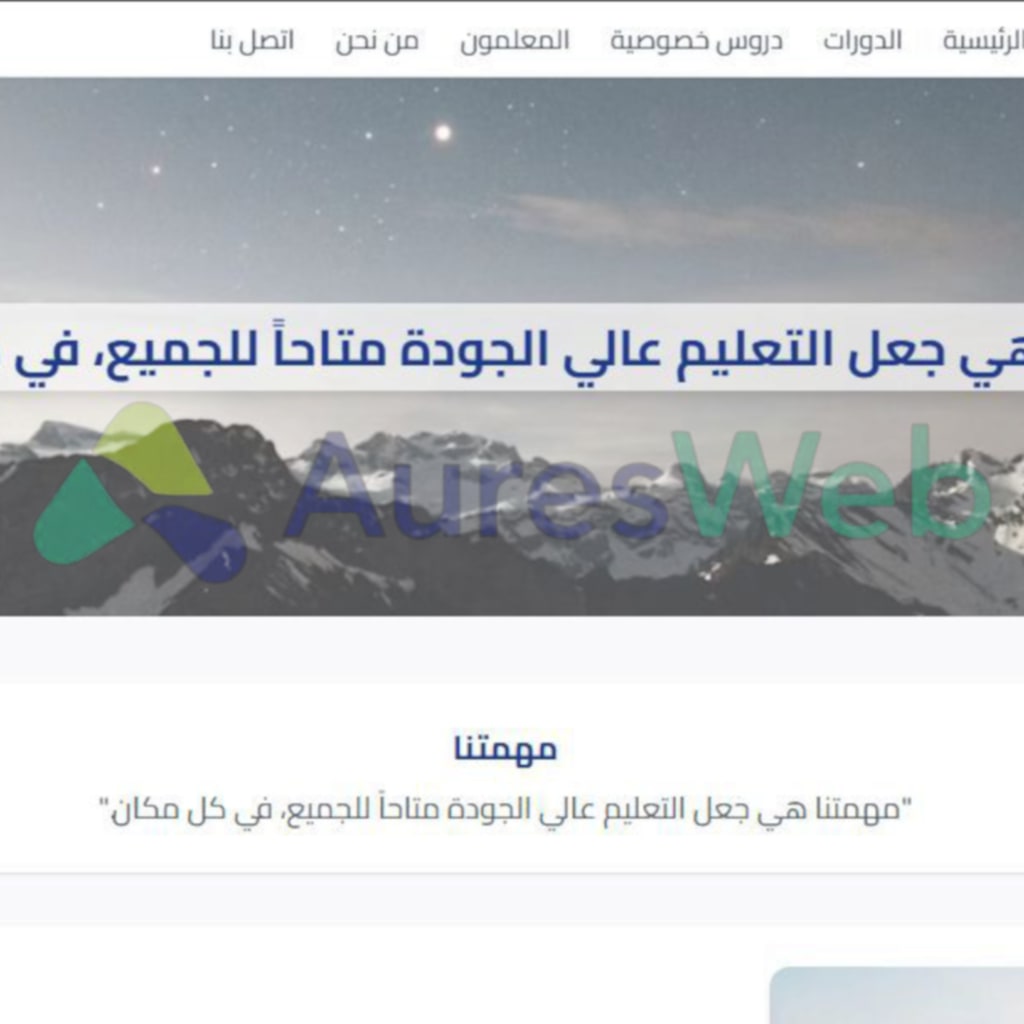 الرئيسية الدورات دروس خصوصية المعلمون من نحن اتصل بنا
هي جعل التعليم عالي الجودة متاحاً للجميع، في
AuresWeb
مهمتنا
"مهمتنا هي جعل التعليم عالي الجودة متاحاً للجميع، في كل مكان."